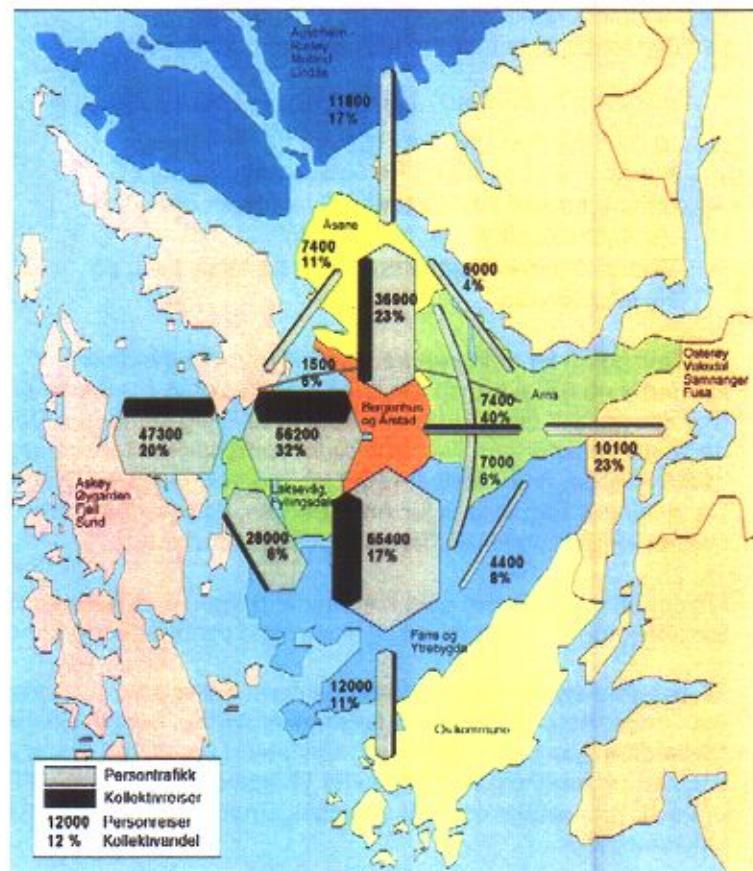 Austrheim
Radøy
Meland
Lindås
11800
17%
Åsane
7400
11%
6000
4%
36900
23%
1500
6%
Osterøy
Vaksdal
Samnanger
Fusa
7400
40%
Arna
Bergenhus
og Årstad
47300
20%
56200
32%
10100
23%
7000
6%
Askøy
Øygarden
Fjell
Sund
Laksevåg,
Fyllingsdalen
28000
6%
65400
17%
4400
8%
Fana og
Ytrebygda
12000
11%
Os kommune
Persontrafikk
Kollektivreiser
12000 Personreiser
12 % Kollektivandel